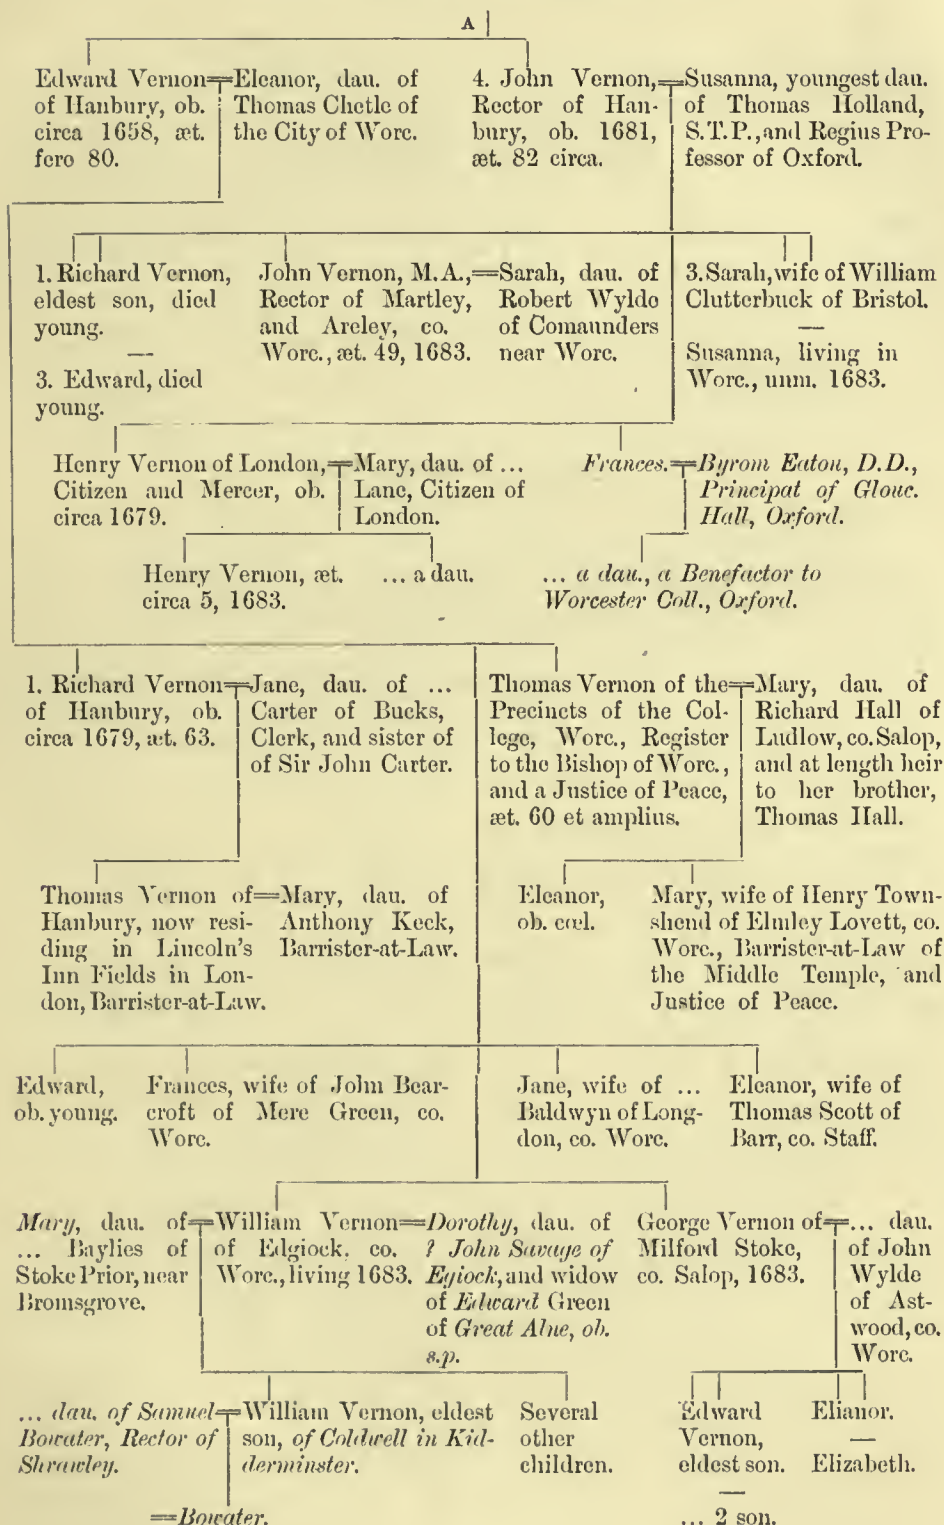 A
Edward Vernon Eleanor, dau. of
of Hanbury, ob. Thomas Chetle of
circa 1658, æt. the City of Worc.
fere 80.
4. John Vernon, Susanna, youngest dau.
Rector of Han- of Thomas Holland,
bury, ob. 1681, S.T.P., and Regius Pro-
æt. 82 circa. fessor of Oxford.
1. Richard Vernon,
eldest son, died
young.
—
3. Edward, died
young.
John Vernon, M.A.,=Sarah, dau. of
Rector of Martley, Robert Wylde
and Areley, co. of Comaunders
Worc., æt. 49, 1683. near Worc.
3. Sarah, wife of William
Clutterbuck of Bristol.
—
Susanna, living in
Worc., unm. 1683.
Henry Vernon of London, Mary, dau. of ...
Citizen and Mercer, ob. Lane, Citizen of
circa 1679. London.
Frances. Byrom Eaton, D.D.,
Principal of Glouc.
Hall, Oxford.
Henry Vernon, æt.
circa 5, 1683.
... a dau.
... a dau., a Benefactor to
Worcester Coll., Oxford.
1. Richard Vernon Jane, dau. of ...
of Hanbury, ob. Carter of Bucks,
circa 1679, æt. 63. Clerk, and sister of
of Sir John Carter.
Thomas Vernon of the Mary, dau. of
Precincts of the Col- Richard Hall of
lege, Worc., Register Ludlow, co. Salop,
to the Bishop of Worc., and at length heir
and a Justice of Peace, to her brother,
æt. 60 et amplius. Thomas Hall.
Thomas Vernon of=Mary, dau. of
Hanbury, now resi- Anthony Keck,
ding in Lincoln's Barrister-at-Law.
Inn Fields in Lon-
don, Barrister-at-Law.
Eleanor,
ob. cœl.
Mary, wife of Henry Town-
shend of Elmley Lovett, co.
Worc., Barrister-at-Law of
the Middle Temple, and
Justice of Peace.
Edward,
ob. young.
Frances, wife of John Bear-
croft of Mere Green, co.
Worc.
Jane, wife of ...
Baldwyn of Long-
don, co. Worc.
Eleanor, wife of
Thomas Scott of
Barr, co. Staff.
Mary, dau. of William Vernon=Dorothy, dau. of
... Baylies of of Edgiock. co. ? John Savage of
Stoke Prior, near Worc., living 1683. Egiock, and widow
Bromsgrove. of Edward Green
of Great Alne, ob.
s.p.
George Vernon of ... dau.
Milford Stoke, of John
co. Salop, 1683. Wylde
of Ast-
wood, co.
Worc.
... dau. of Samuel William Vernon, eldest
Bowater, Rector of son, of Coldwell in Kid-
Shrawley. derminster.
Several
other
children.
Edward
Vernon,
eldest son.
—
... 2 son.
Elianor.
—
Elizabeth.
=Bowater.